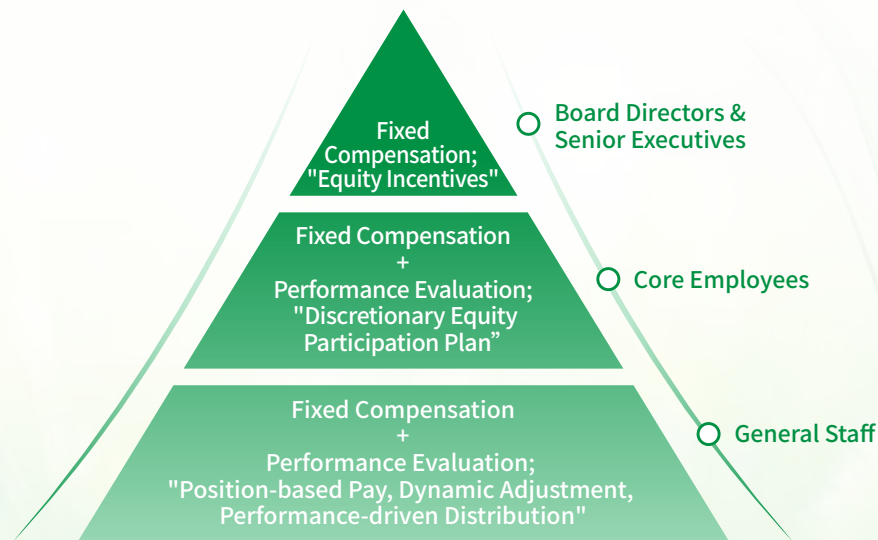 Fixed
Compensation;
"Equity Incentives"
Board Directors &
Senior Executives
Fixed Compensation
+
Performance Evaluation;
"Discretionary Equity
Participation Plan”
Core Employees
Fixed Compensation
+
Performance Evaluation;
"Position-based Pay, Dynamic Adjustment,
Performance-driven Distribution"
General Staff